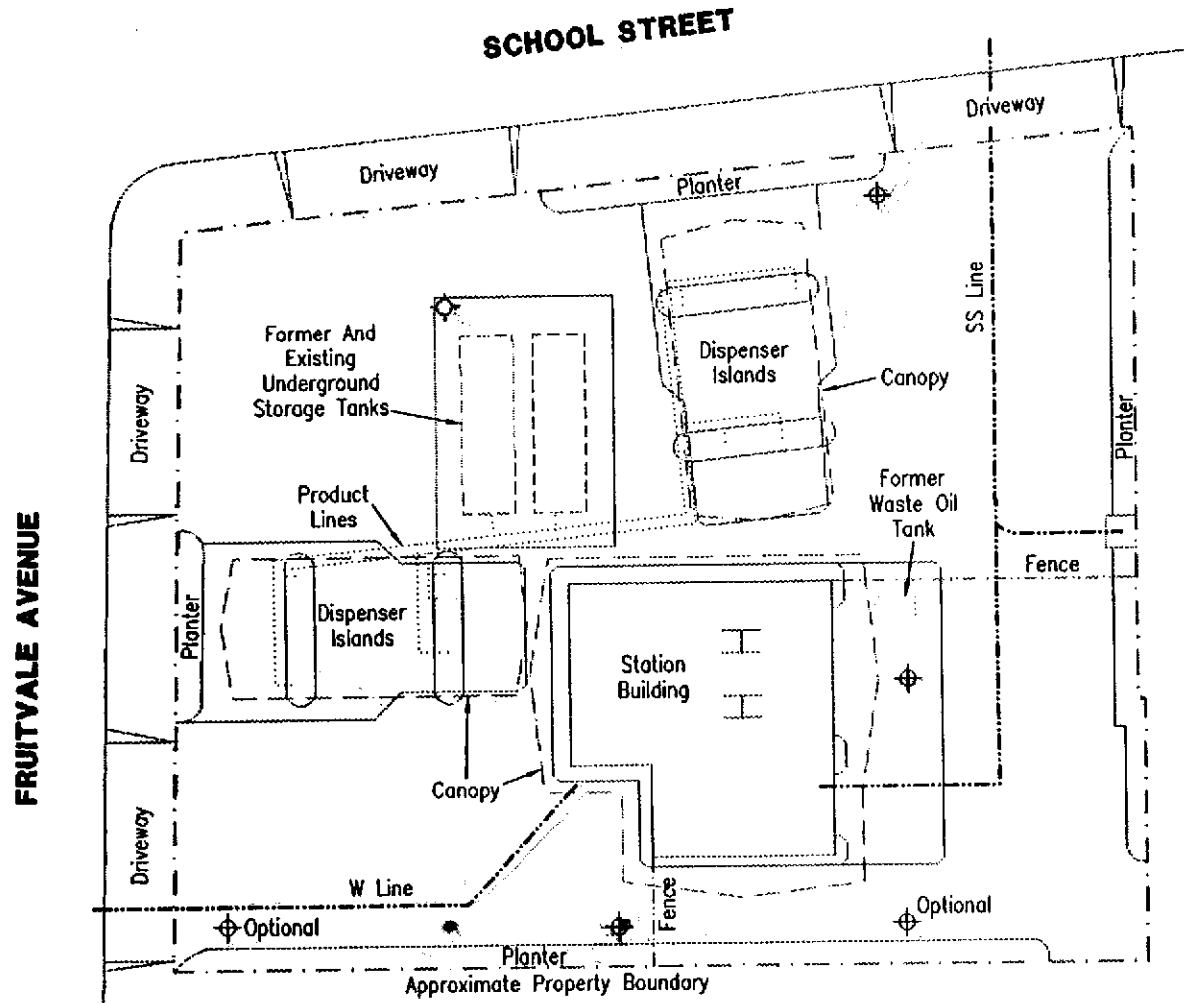 SCHOOL STREET
Driveway
Driveway
Planter
SS Line
Former And
Existing
Underground
Storage Tanks
Dispenser
Islands
Canopy
Driveway
Planter
Product
Lines
Former
Waste Oil
Tank
Fence
FRUITVALE AVENUE
Planter
Dispenser
Islands
Station
Building
Canopy
Driveway
W Line
Fence
Optional
Optional
Planter
Approximate Property Boundary